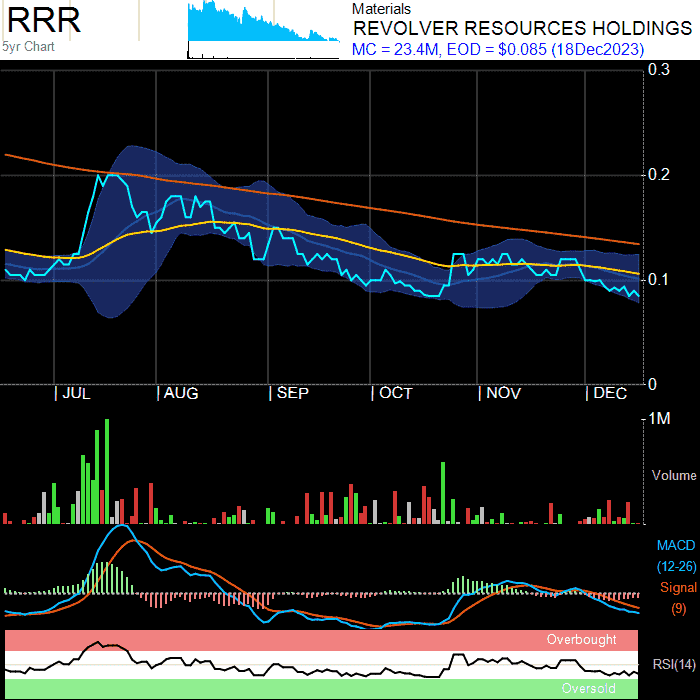 RRR
5yr Chart
Materials
REVOLVER RESOURCES HOLDINGS
MC = 23.4M, EOD = $0.085 (18Dec2023)
0.3
0.2
0.1
0
JUL
AUG
SEP
OCT
NOV
DEC
1M
Volume
MACD
(12-26)
Signal
(9)
Overbought
RSI(14)
Oversold